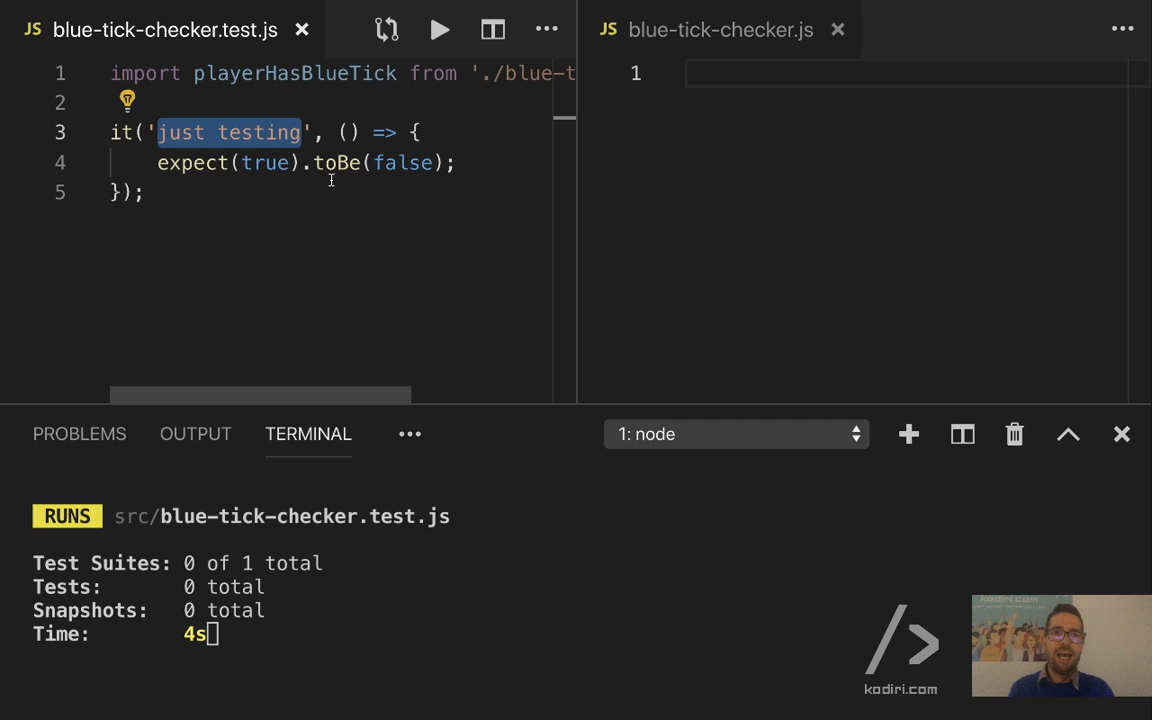 JS blue-tick-checker.test.js
JS blue-tick-checker.js
1 import playerHasBlueTick from './blue-t
2
3 it('just testing', () => {
4 expect(true).toBe(false);
5 });
1
PROBLEMS OUTPUT TERMINAL
1: node
RUNS src/blue-tick-checker.test.js
Test Suites: 0 of 1 total
Tests: 0 total
Snapshots: 0 total
Time: 4s
kodiri.com
kodiri.com